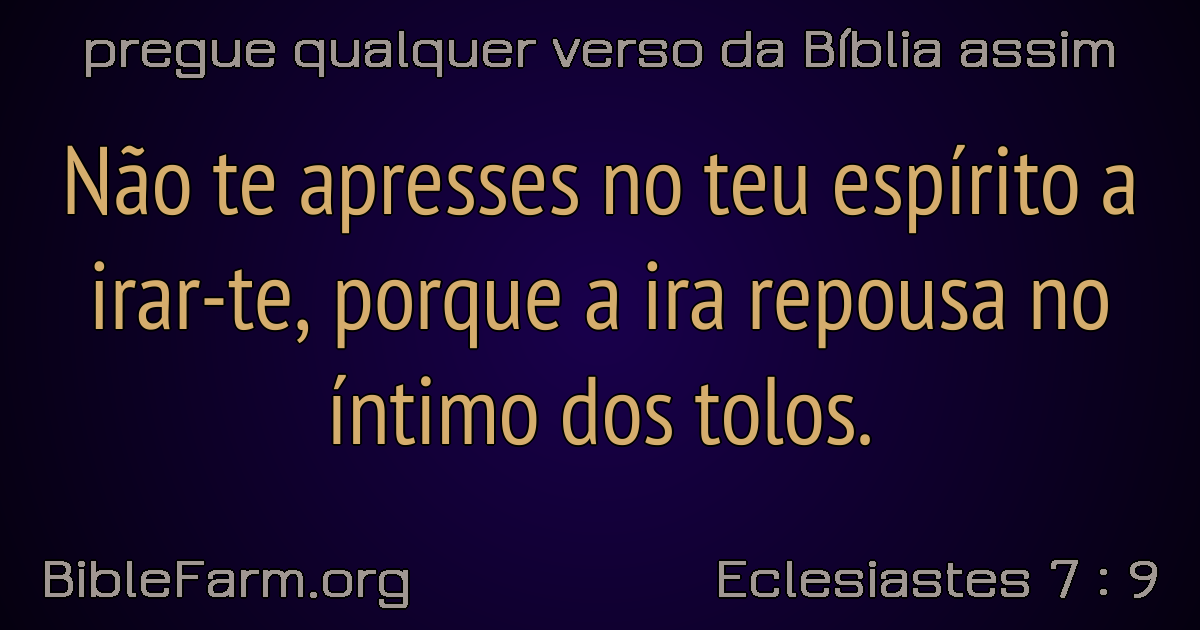 pregue qualquer verso da Bíblia assim
Não te apresses no teu espírito a
irar-te, porque a ira repousa no
íntimo dos tolos.
BibleFarm.org
Eclesiastes 7 : 9